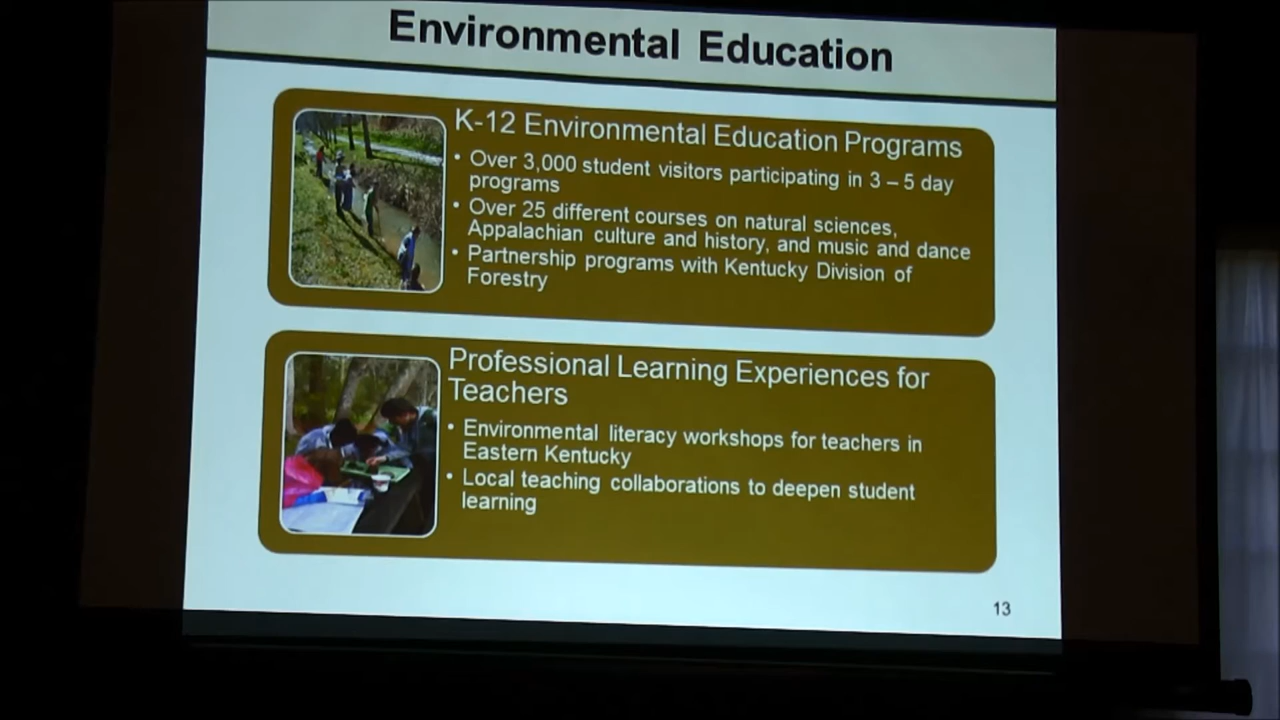 Environmental Education
K-12 Environmental Education Programs
• Over 3,000 student visitors participating in 3 – 5 day
programs
• Over 25 different courses on natural sciences,
Appalachian culture and history, and music and dance
• Partnership programs with Kentucky Division of
Forestry
Professional Learning Experiences for
Teachers
• Environmental literacy workshops for teachers in
Eastern Kentucky
• Local teaching collaborations to deepen student
learning
13